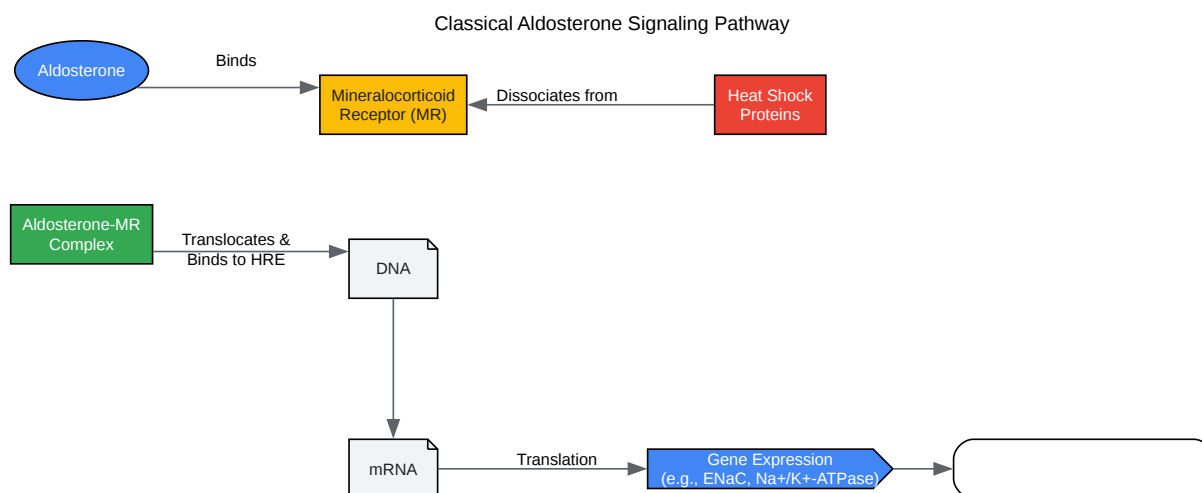 Classical Aldosterone Signaling Pathway
Aldosterone
Binds
Mineralocorticoid
Receptor (MR)
Dissociates from
Heat Shock
Proteins
Aldosterone-MR
Complex
Translocates &
Binds to HRE
DNA
mRNA
Translation
Gene Expression
(e.g., ENaC, Na+/K+-ATPase)